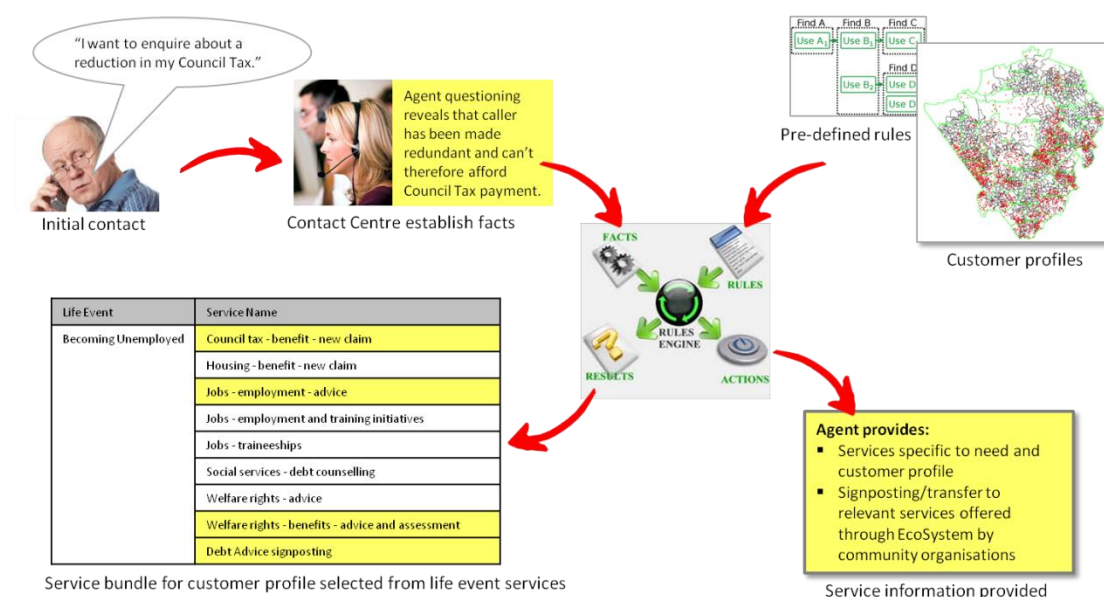 “I want to enquire about a
reduction in my Council Tax.”
Initial contact
Agent questioning
reveals that caller
has been made
redundant and can’t
therefore afford
Council Tax payment.
Contact Centre establish facts
Find A Find B Find C
Use A1 Use B1 Use C1
Find D
Use B2 Use D
Use D
Pre-defined rules
Customer profiles
FACTS
RULES
RULES
ENGINE
RESULTS
ACTIONS
Life Event Service Name
Becoming Unemployed Council tax - benefit - new claim
Housing - benefit - new claim
Jobs - employment - advice
Jobs - employment and training initiatives
Jobs - traineeships
Social services - debt counselling
Welfare rights - advice
Welfare rights - benefits - advice and assessment
Debt Advice signposting
Service bundle for customer profile selected from life event services
Agent provides:
▪ Services specific to need and
customer profile
▪ Signposting/transfer to
relevant services offered
through EcoSystem by
community organisations
Service information provided